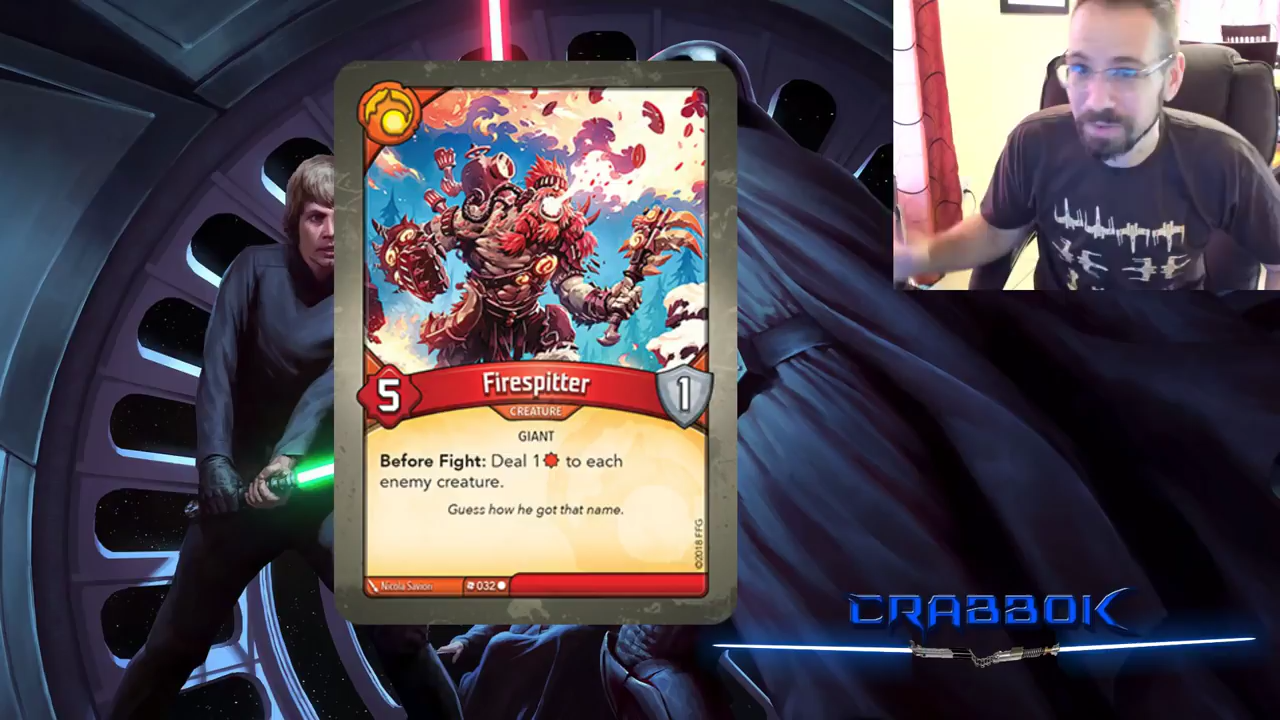 5
Firespitter
1
CREATURE
GIANT
Before Fight: Deal 1 to each
enemy creature.
Guess how he got that name.
©2018 FFG
Nicola Saviori
032
CRABBOK